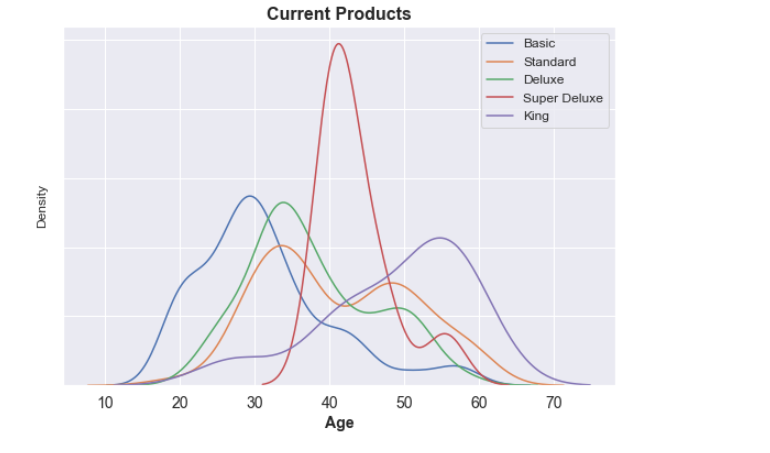 Current Products
Basic
Standard
Deluxe
Super Deluxe
King
Density
10 20 30 40 50 60 70
Age